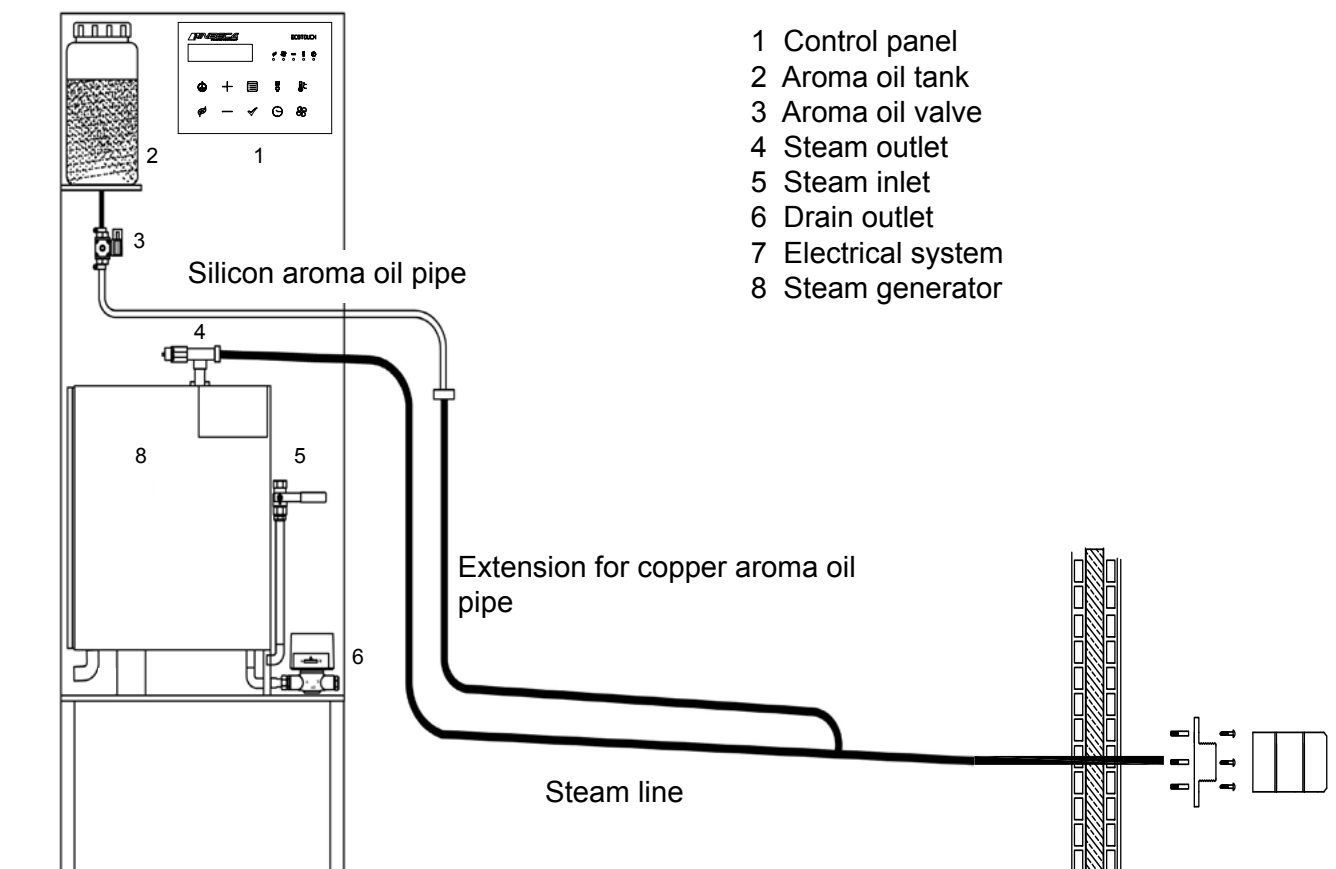 INBECA ECOTOUCH
1 Control panel
2 Aroma oil tank
3 Aroma oil valve
4 Steam outlet
5 Steam inlet
6 Drain outlet
7 Electrical system
8 Steam generator
2
1
3
Silicon aroma oil pipe
4
8
5
Extension for copper aroma oil
pipe
6
Steam line